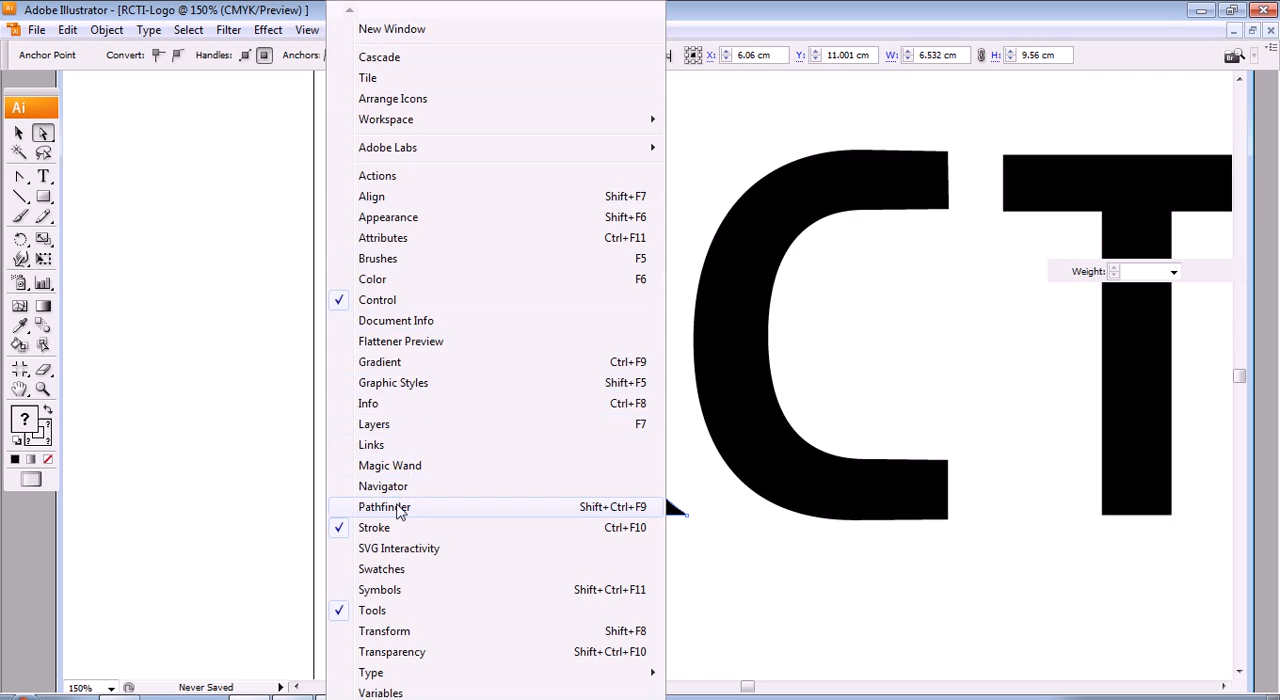 Adobe Illustrator - [RCTI-Logo @ 150% (CMYK/Preview) ]
File Edit Object Type Select Filter Effect View
Anchor Point Convert: Handles: Anchors: X: 6.06 cm Y: 11.001 cm W: 6.532 cm H: 9.56 cm
New Window
Cascade
Tile
Arrange Icons
Workspace
Adobe Labs
Actions
Align Shift+F7
Appearance Shift+F6
Attributes Ctrl+F11
Brushes F5
Color F6
Control
Document Info
Flattener Preview
Gradient Ctrl+F9
Graphic Styles Shift+F5
Info Ctrl+F8
Layers F7
Links
Magic Wand
Navigator
Pathfinder Shift+Ctrl+F9
Stroke Ctrl+F10
SVG Interactivity
Swatches
Symbols Shift+Ctrl+F11
Tools
Transform Shift+F8
Transparency Shift+Ctrl+F10
Type
Variables
Ai
CT
Weight:
150% Never Saved